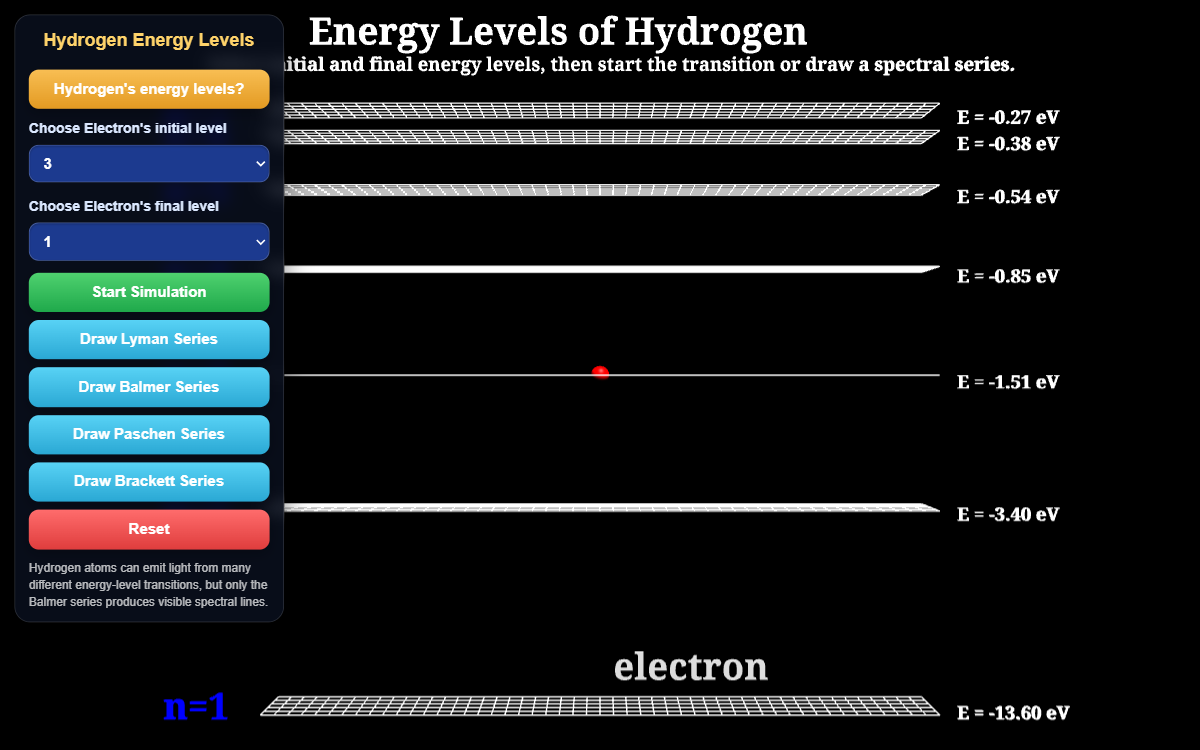 Hydrogen Energy Levels
Hydrogen's energy levels?
Choose Electron's initial level
3
Choose Electron's final level
1
Start Simulation
Draw Lyman Series
Draw Balmer Series
Draw Paschen Series
Draw Brackett Series
Reset
Hydrogen atoms can emit light from many
different energy-level transitions, but only the
Balmer series produces visible spectral lines.
Energy Levels of Hydrogen
and final energy levels, then start the transition or draw a spectral series.
E = -0.27 eV
E = -0.38 eV
E = -0.54 eV
E = -0.85 eV
E = -1.51 eV
E = -3.40 eV
electron
n=1
E = -13.60 eV